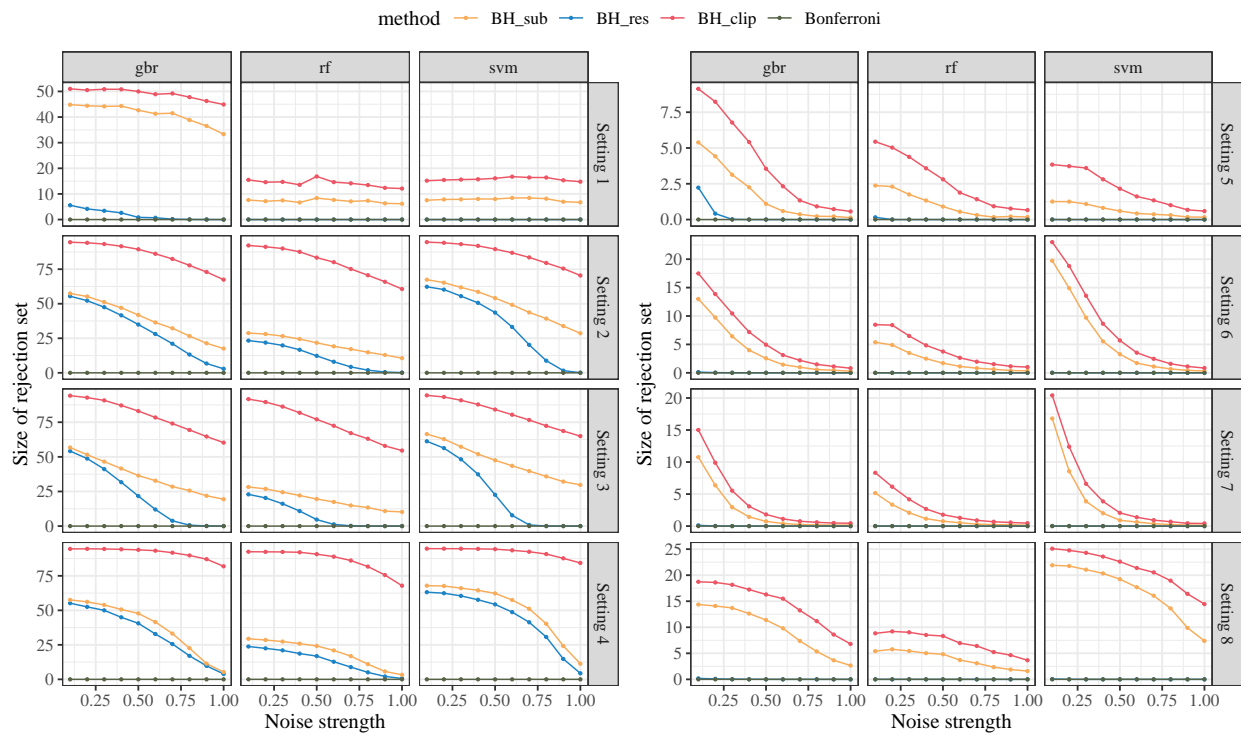 method BH_sub BH_res BH_clip Bonferroni
gbr rf svm
50
40
30
20
10
0
Setting 1
75
50
25
0
Setting 2
75
50
25
0
Setting 3
75
50
25
0
Setting 4
0.25 0.50 0.75 1.00 0.25 0.50 0.75 1.00 0.25 0.50 0.75 1.00
Noise strength
Size of rejection set
gbr rf svm
7.5
5.0
2.5
0.0
Setting 5
20
15
10
5
0
Setting 6
20
15
10
5
0
Setting 7
25
20
15
10
5
0
Setting 8
0.25 0.50 0.75 1.00 0.25 0.50 0.75 1.00 0.25 0.50 0.75 1.00
Noise strength
Size of rejection set